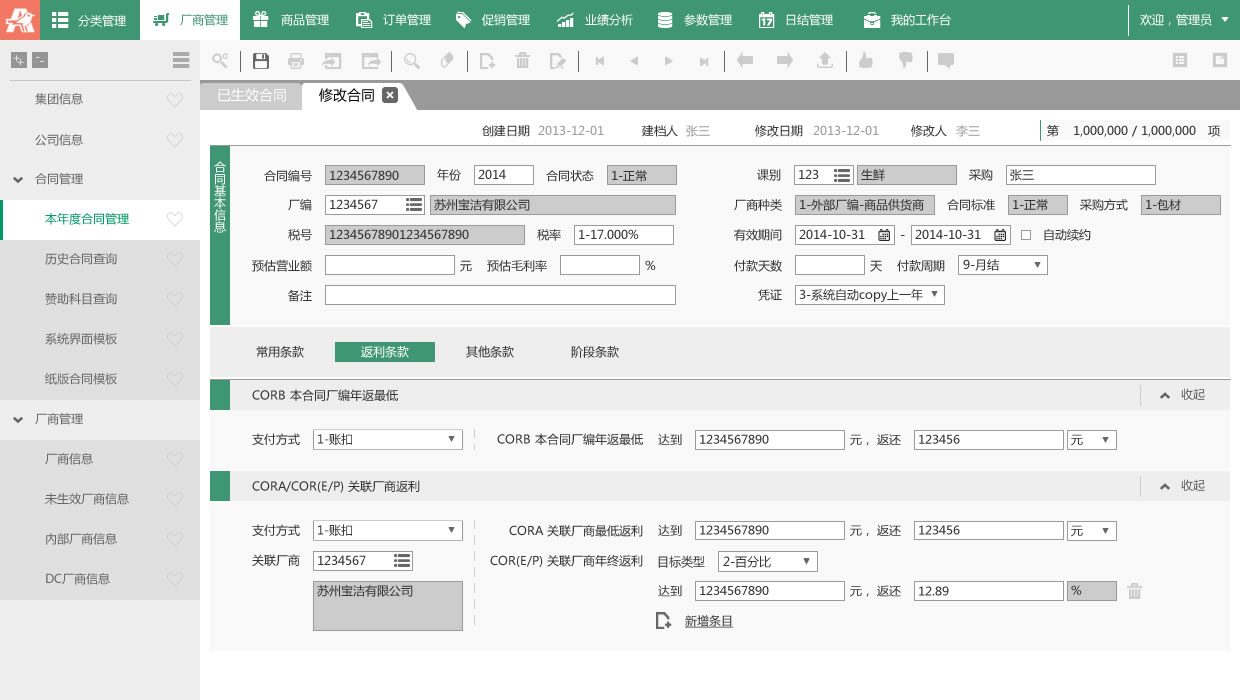 分类管理 厂商管理 商品管理 订单管理 促销管理 业绩分析 参数管理 17 日结管理 我的工作台 欢迎，管理员
集团信息
公司信息
合同管理
本年度合同管理
历史合同查询
赞助科目查询
系统界面模板
纸版合同模板
厂商管理
厂商信息
未生效厂商信息
内部厂商信息
DC厂商信息
已生效合同 修改合同
创建日期 2013-12-01 建档人 张三 修改日期 2013-12-01 修改人 李三 第 1,000,000 / 1,000,000 项
合同基本信息
合同编号 1234567890 年份 2014 合同状态 1-正常 课别 123 生鲜 采购 张三
厂编 1234567 苏州宝洁有限公司 厂商种类 1-外部厂编-商品供货商 合同标准 1-正常 采购方式 1-包材
税号 12345678901234567890 税率 1-17.000% 有效期间 2014-10-31 - 2014-10-31 自动续约
预估营业额 元 预估毛利率 % 付款天数 天 付款周期 9-月结
备注 凭证 3-系统自动copy上一年
常用条款 返利条款 其他条款 阶段条款
CORB 本合同厂编年返最低 收起
支付方式 1-账扣 CORB 本合同厂编年返最低 达到 1234567890 元，返还 123456 元
CORA/COR(E/P) 关联厂商返利 收起
支付方式 1-账扣 CORA 关联厂商最低返利 达到 1234567890 元，返还 123456 元
关联厂商 1234567 COR(E/P) 关联厂商年终返利 目标类型 2-百分比
苏州宝洁有限公司 达到 1234567890 元，返还 12.89 %
新增条目